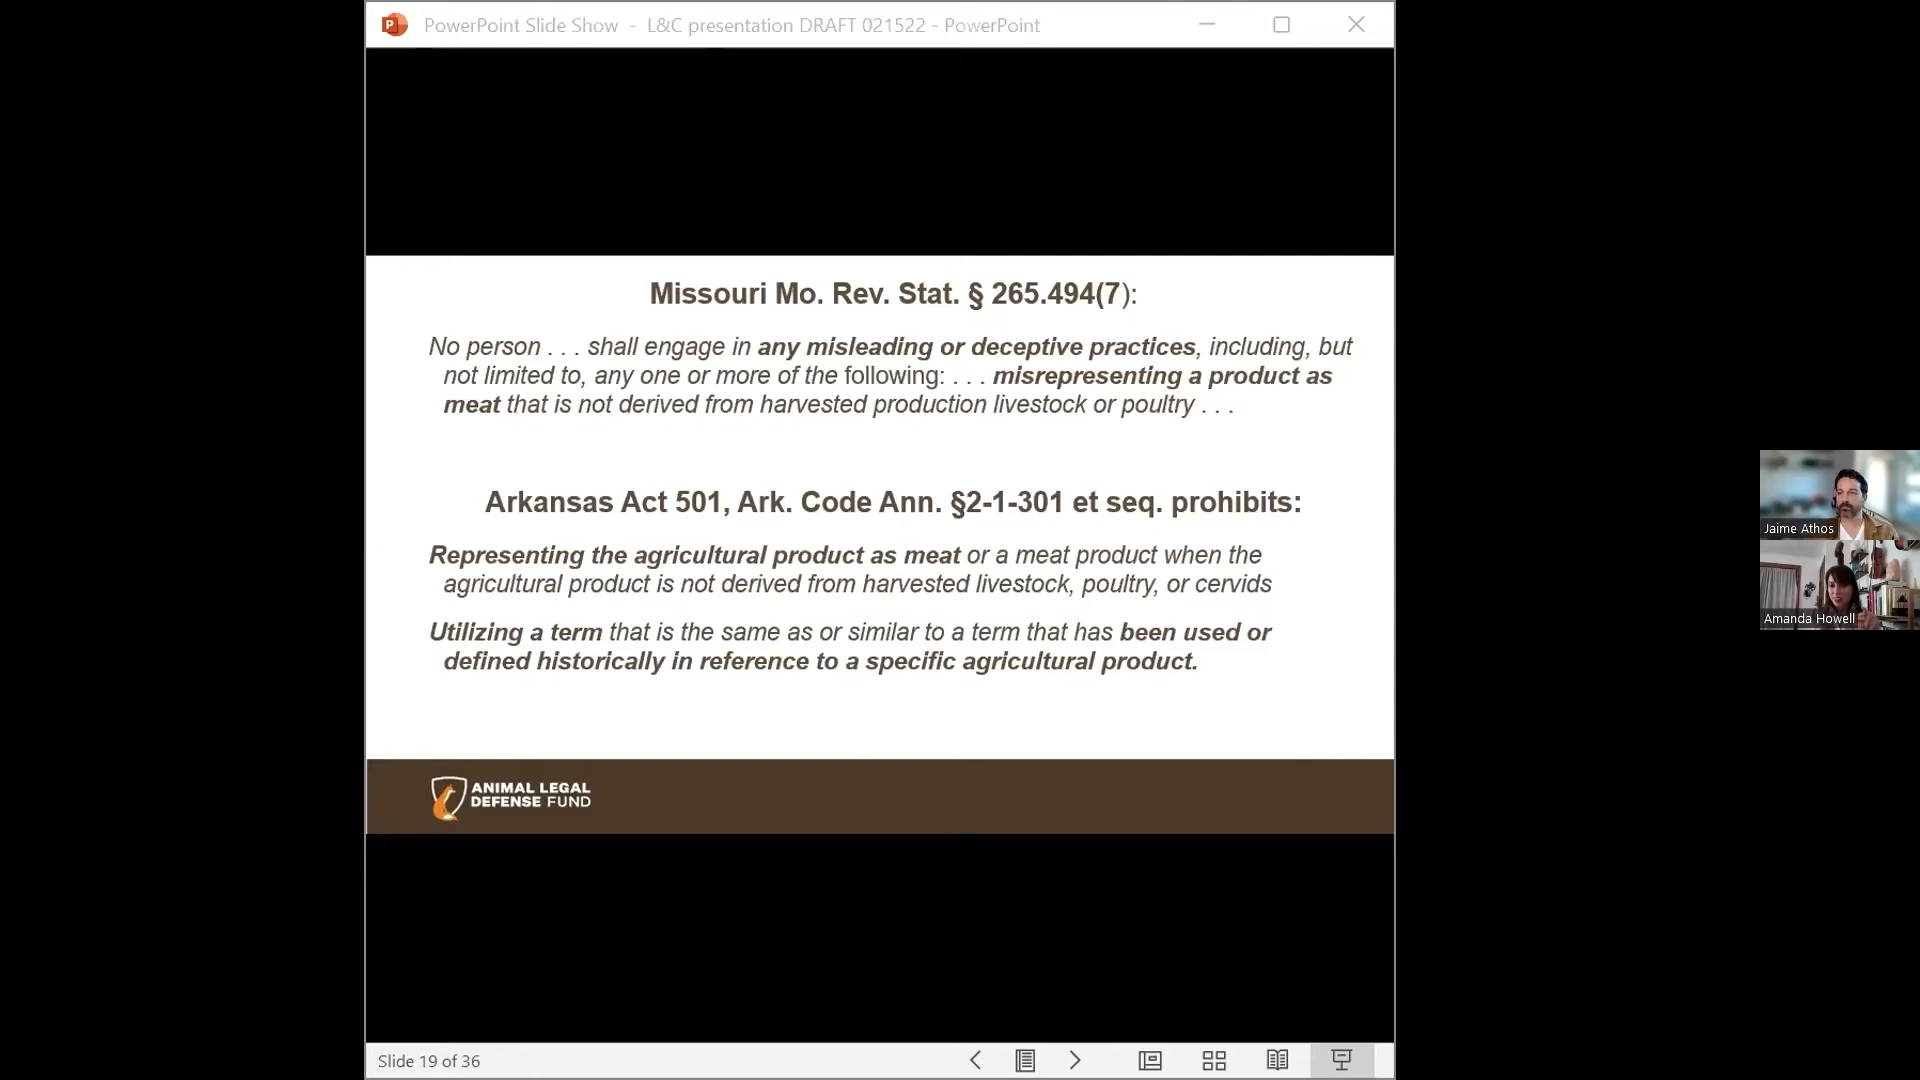 PowerPoint Slide Show - L&C presentation DRAFT 021522 - PowerPoint
Missouri Mo. Rev. Stat. § 265.494(7):
No person . . . shall engage in any misleading or deceptive practices, including, but
not limited to, any one or more of the following: . . . misrepresenting a product as
meat that is not derived from harvested production livestock or poultry . . .
Arkansas Act 501, Ark. Code Ann. §2-1-301 et seq. prohibits:
Representing the agricultural product as meat or a meat product when the
agricultural product is not derived from harvested livestock, poultry, or cervids
Utilizing a term that is the same as or similar to a term that has been used or
defined historically in reference to a specific agricultural product.
ANIMAL LEGAL
DEFENSE FUND
Slide 19 of 36
Jaime Athos
Amanda Howell